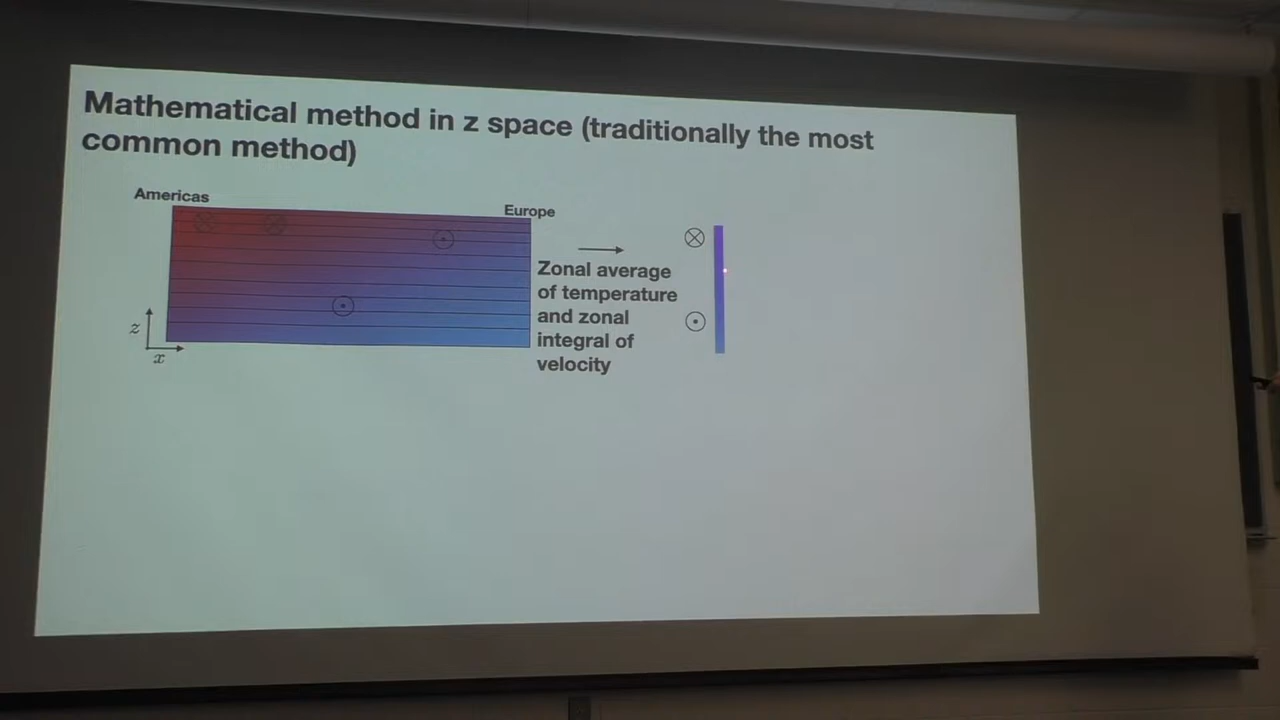 Mathematical method in z space (traditionally the most
common method)
Americas
Europe
Zonal average
of temperature
and zonal
integral of
velocity
z
x